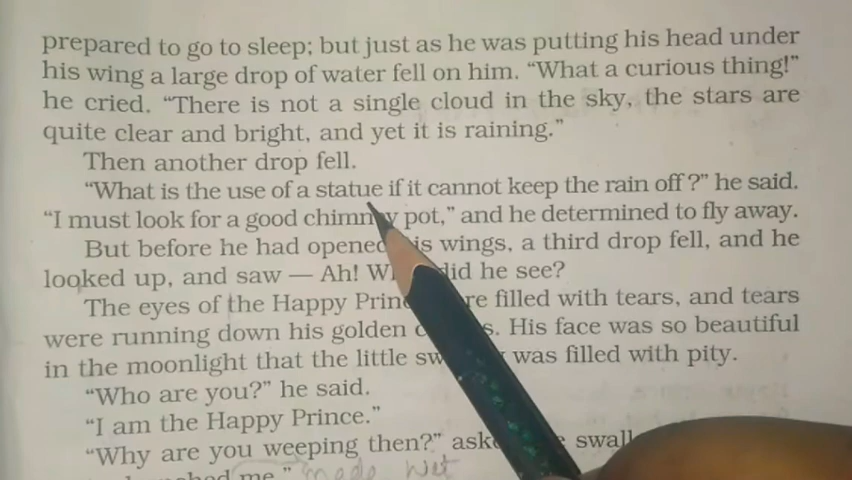 prepared to go to sleep; but just as he was putting his head under
his wing a large drop of water fell on him. “What a curious thing!”
he cried. “There is not a single cloud in the sky, the stars are
quite clear and bright, and yet it is raining.”
Then another drop fell.
“What is the use of a statue if it cannot keep the rain off?” he said.
“I must look for a good chimney pot,” and he determined to fly away.
But before he had opened his wings, a third drop fell, and he
looked up, and saw — Ah! What did he see?
The eyes of the Happy Prince were filled with tears, and tears
were running down his golden cheeks. His face was so beautiful
in the moonlight that the little swallow was filled with pity.
“Who are you?” he said.
“I am the Happy Prince.”
“Why are you weeping then?” asked the swallow
me.” made wet